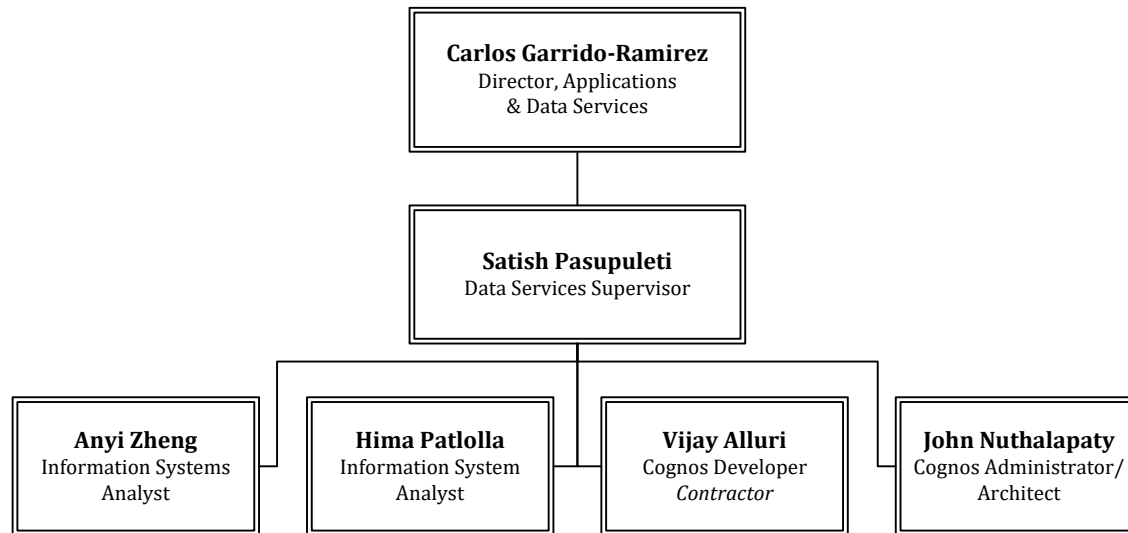 Carlos Garrido-Ramirez
Director, Applications
& Data Services
Satish Pasupuleti
Data Services Supervisor
Anyi Zheng
Information Systems
Analyst
Hima Patlolla
Information System
Analyst
Vijay Alluri
Cognos Developer
Contractor
John Nuthalapaty
Cognos Administrator/
Architect